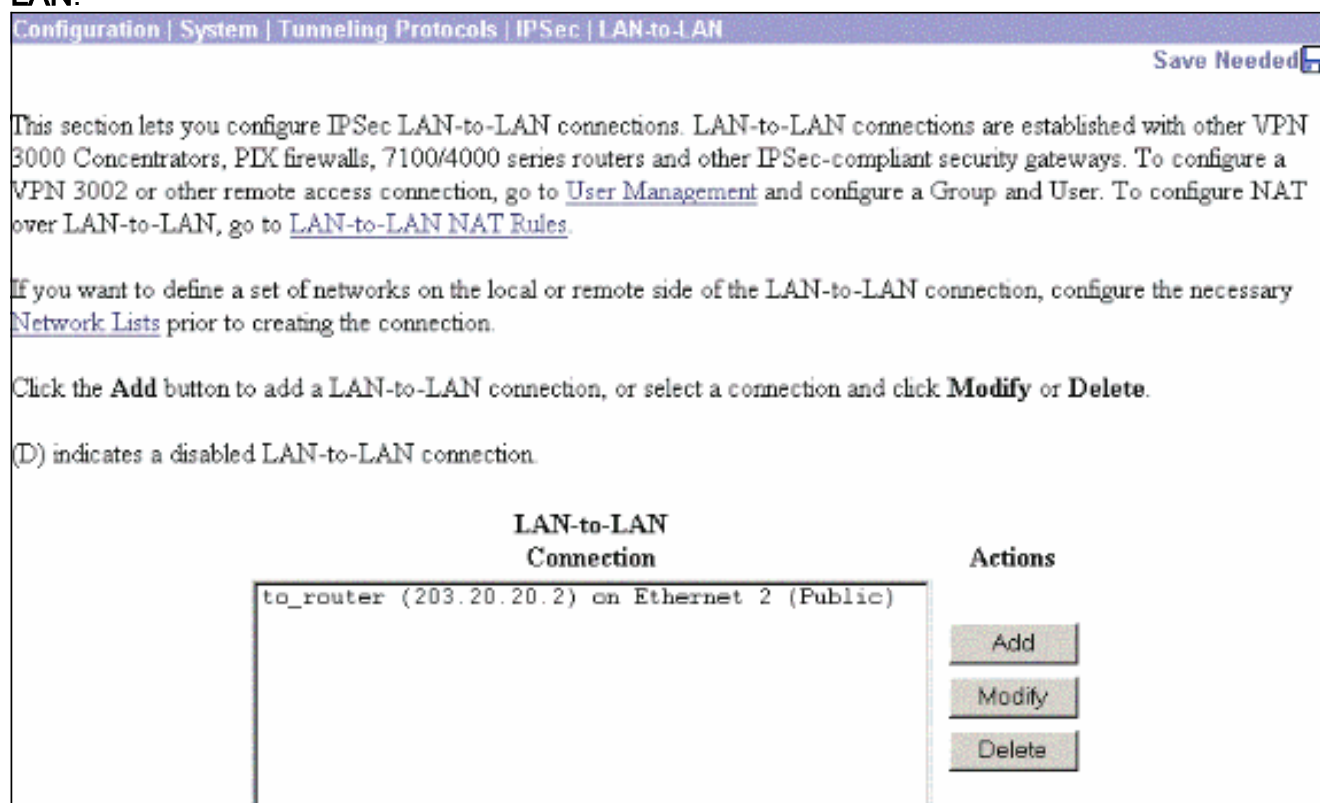 LAN.
Configuration | System | Tunneling Protocols | IPSec | LAN-to-LAN
Save Needed
This section lets you configure IPSec LAN-to-LAN connections. LAN-to-LAN connections are established with other VPN
3000 Concentrators, PIX firewalls, 7100/4000 series routers and other IPSec-compliant security gateways. To configure a
VPN 3002 or other remote access connection, go to User Management and configure a Group and User. To configure NAT
over LAN-to-LAN, go to LAN-to-LAN NAT Rules.
If you want to define a set of networks on the local or remote side of the LAN-to-LAN connection, configure the necessary
Network Lists prior to creating the connection.
Click the Add button to add a LAN-to-LAN connection, or select a connection and click Modify or Delete.
(D) indicates a disabled LAN-to-LAN connection.
LAN-to-LAN
Connection
Actions
to_router (203.20.20.2) on Ethernet 2 (Public)
Add
Modify
Delete